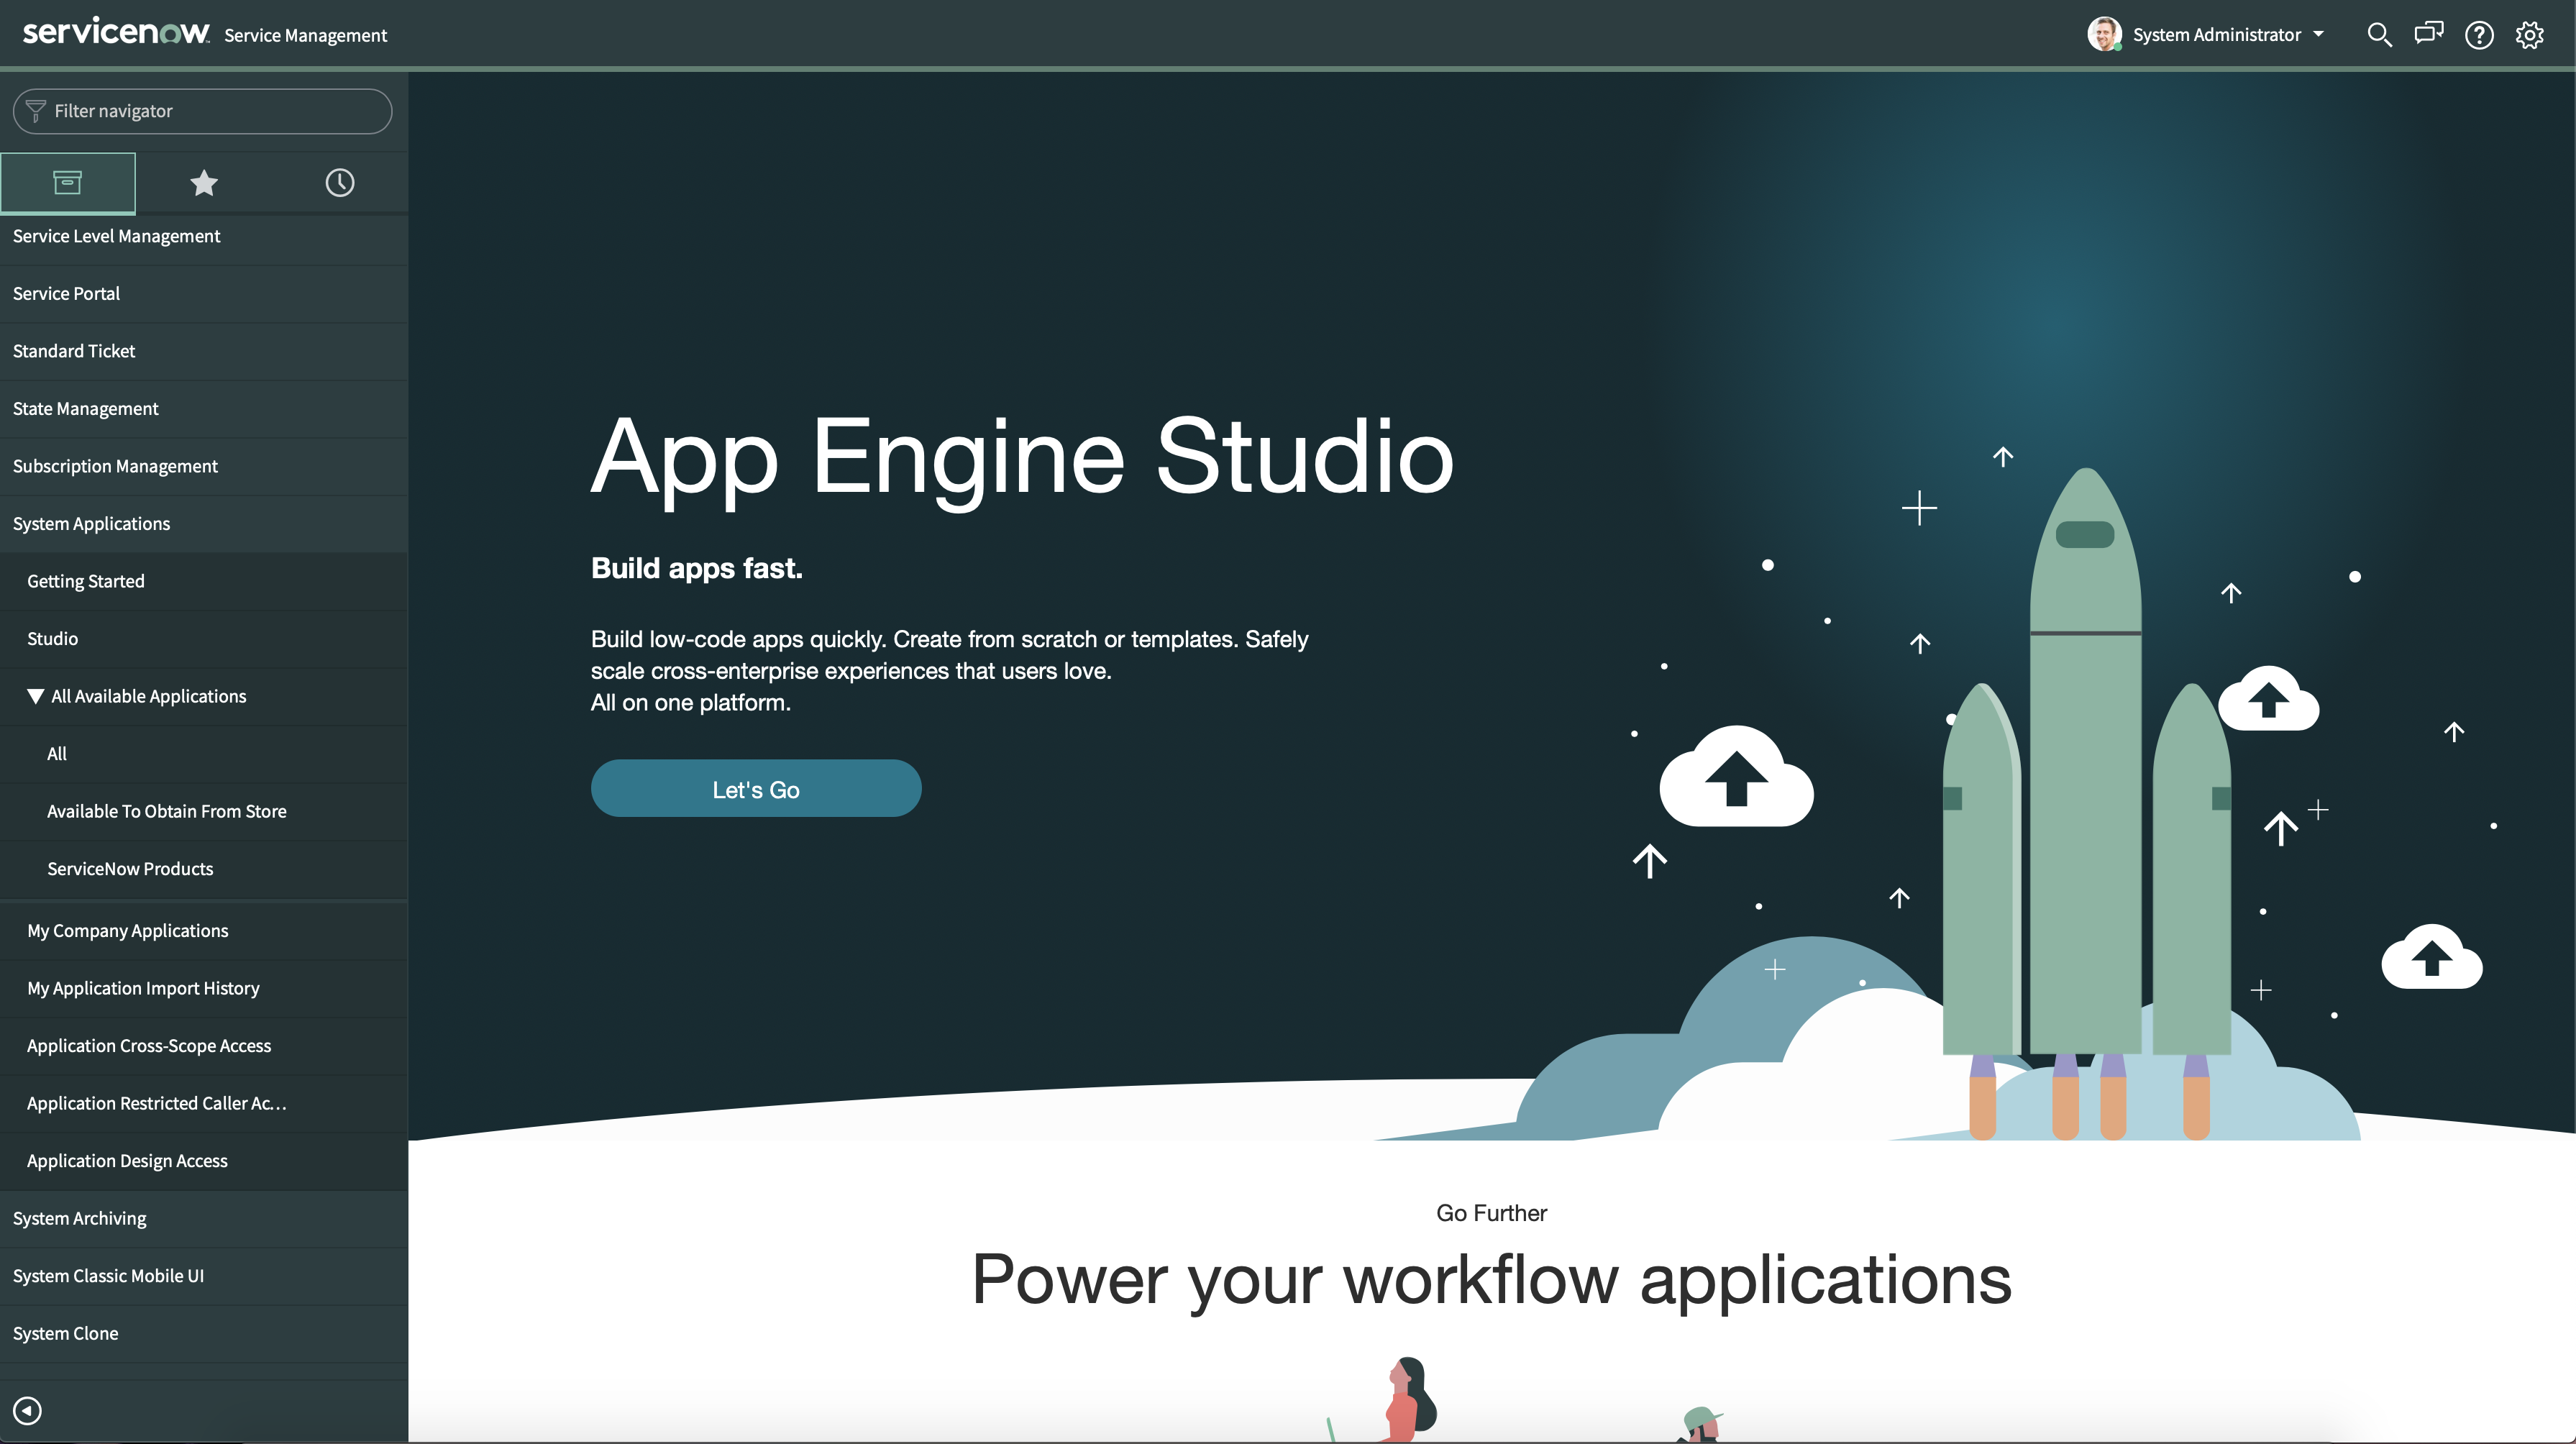 servicenow Service Management
System Administrator
Filter navigator
Service Level Management
Service Portal
Standard Ticket
State Management
Subscription Management
System Applications
Getting Started
Studio
All Available Applications
All
Available To Obtain From Store
ServiceNow Products
My Company Applications
My Application Import History
Application Cross-Scope Access
Application Restricted Caller Ac...
Application Design Access
System Archiving
System Classic Mobile UI
System Clone
App Engine Studio
Build apps fast.
Build low-code apps quickly. Create from scratch or templates. Safely
scale cross-enterprise experiences that users love.
All on one platform.
Let's Go
Go Further
Power your workflow applications